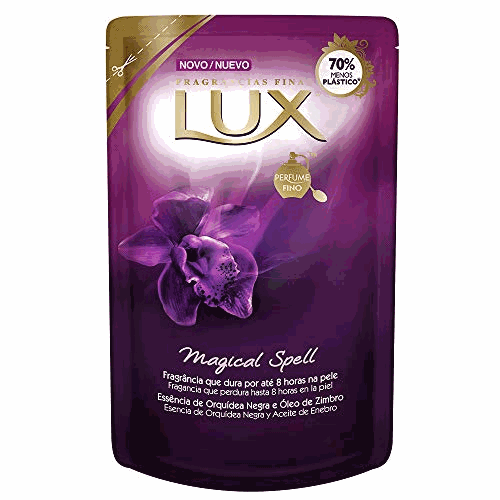 NOVO / NUEVO
70%
MENOS
PLÁSTICO*
FRAGRÂNCIAS FINAS
LUX
PERFUME
FINO
Magical Spell
Fragrância que dura por até 8 horas na pele
Fragancia que perdura hasta 8 horas en la piel
Essência de Orquídea Negra e Óleo de Zimbro
Esencia de Orquídea Negra y Aceite de Enebro